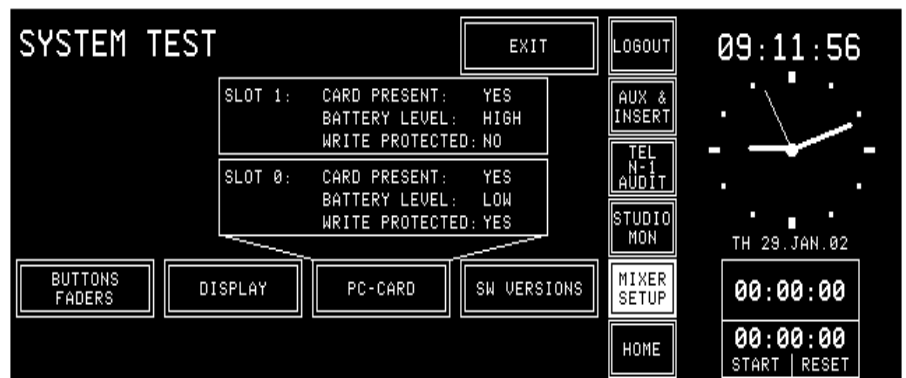 SYSTEM TEST
EXIT
SLOT 1: CARD PRESENT: YES
BATTERY LEVEL: HIGH
WRITE PROTECTED: NO
SLOT 0: CARD PRESENT: YES
BATTERY LEVEL: LOW
WRITE PROTECTED: YES
BUTTONS
FADERS
DISPLAY
PC-CARD
SW VERSIONS
LOGOUT
AUX &
INSERT
TEL
N-1
AUDIT
STUDIO
MON
MIXER
SETUP
HOME
09:11:56
TH 29.JAN.02
00:00:00
00:00:00
START RESET